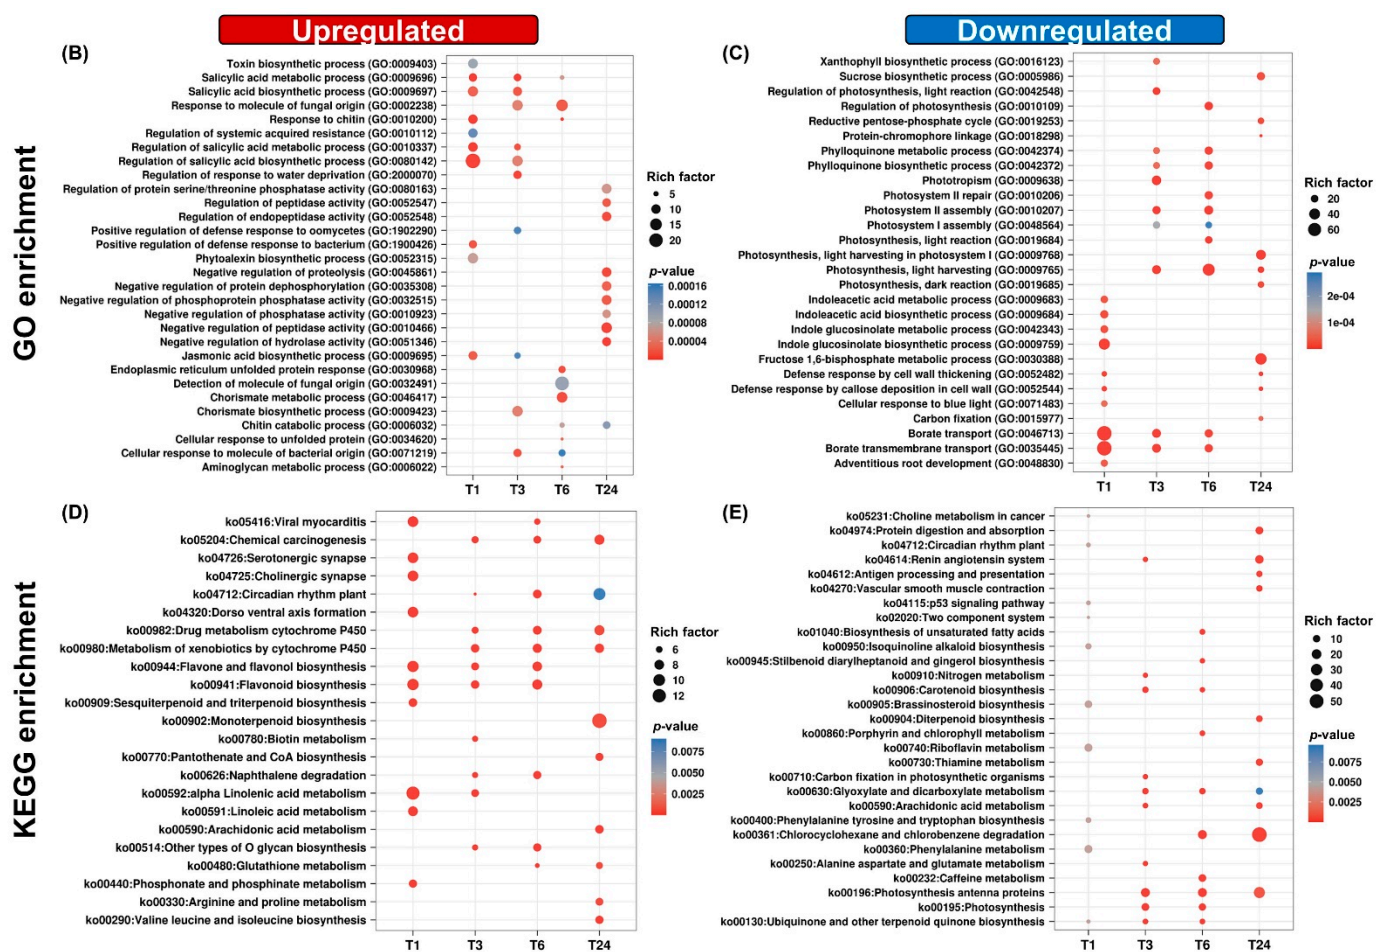 Upregulated
Downregulated
GO enrichment
KEGG enrichment
(B)
Toxin biosynthetic process (GO:0009403)
Salicylic acid metabolic process (GO:0009696)
Salicylic acid biosynthetic process (GO:0009697)
Response to molecule of fungal origin (GO:0002238)
Response to chitin (GO:0010200)
Regulation of systemic acquired resistance (GO:0010112)
Regulation of salicylic acid metabolic process (GO:0010337)
Regulation of salicylic acid biosynthetic process (GO:0080142)
Regulation of response to water deprivation (GO:2000070)
Regulation of protein serine/threonine phosphatase activity (GO:0080163)
Regulation of peptidase activity (GO:0052547)
Regulation of endopeptidase activity (GO:0052548)
Positive regulation of defense response to oomycetes (GO:1902290)
Positive regulation of defense response to bacterium (GO:1900426)
Phytoalexin biosynthetic process (GO:0052315)
Negative regulation of proteolysis (GO:0045861)
Negative regulation of protein dephosphorylation (GO:0035308)
Negative regulation of phosphoprotein phosphatase activity (GO:0032515)
Negative regulation of phosphatase activity (GO:0010923)
Negative regulation of peptidase activity (GO:0010466)
Negative regulation of hydrolase activity (GO:0051346)
Jasmonic acid biosynthetic process (GO:0009695)
Endoplasmic reticulum unfolded protein response (GO:0030968)
Detection of molecule of fungal origin (GO:0032491)
Chorismate metabolic process (GO:0046417)
Chorismate biosynthetic process (GO:0009423)
Chitin catabolic process (GO:0006032)
Cellular response to unfolded protein (GO:0034620)
Cellular response to molecule of bacterial origin (GO:0071219)
Aminoglycan metabolic process (GO:0006022)
T1 T3 T6 T24
Rich factor
5
10
15
20
p-value
0.00016
0.00012
0.00008
0.00004
(C)
Xanthophyll biosynthetic process (GO:0016123)
Sucrose biosynthetic process (GO:0005986)
Regulation of photosynthesis, light reaction (GO:0042548)
Regulation of photosynthesis (GO:0010109)
Reductive pentose-phosphate cycle (GO:0019253)
Protein-chromophore linkage (GO:0018298)
Phylloquinone metabolic process (GO:0042374)
Phylloquinone biosynthetic process (GO:0042372)
Phototropism (GO:0009638)
Photosystem II repair (GO:0010206)
Photosystem II assembly (GO:0010207)
Photosystem I assembly (GO:0048564)
Photosynthesis, light reaction (GO:0019684)
Photosynthesis, light harvesting in photosystem I (GO:0009768)
Photosynthesis, light harvesting (GO:0009765)
Photosynthesis, dark reaction (GO:0019685)
Indoleacetic acid metabolic process (GO:0009683)
Indoleacetic acid biosynthetic process (GO:0009684)
Indole glucosinolate metabolic process (GO:0042343)
Indole glucosinolate biosynthetic process (GO:0009759)
Fructose 1,6-bisphosphate metabolic process (GO:0030388)
Defense response by cell wall thickening (GO:0052482)
Defense response by callose deposition in cell wall (GO:0052544)
Cellular response to blue light (GO:0071483)
Carbon fixation (GO:0015977)
Borate transport (GO:0046713)
Borate transmembrane transport (GO:0035445)
Adventitious root development (GO:0048830)
T1 T3 T6 T24
Rich factor
20
40
60
p-value
2e-04
1e-04
(D)
ko05416:Viral myocarditis
ko05204:Chemical carcinogenesis
ko04726:Serotonergic synapse
ko04725:Cholinergic synapse
ko04712:Circadian rhythm plant
ko04320:Dorso ventral axis formation
ko00982:Drug metabolism cytochrome P450
ko00980:Metabolism of xenobiotics by cytochrome P450
ko00944:Flavone and flavonol biosynthesis
ko00941:Flavonoid biosynthesis
ko00909:Sesquiterpenoid and triterpenoid biosynthesis
ko00902:Monoterpenoid biosynthesis
ko00780:Biotin metabolism
ko00770:Pantothenate and CoA biosynthesis
ko00626:Naphthalene degradation
ko00592:alpha Linolenic acid metabolism
ko00591:Linoleic acid metabolism
ko00590:Arachidonic acid metabolism
ko00514:Other types of O glycan biosynthesis
ko00480:Glutathione metabolism
ko00440:Phosphonate and phosphinate metabolism
ko00330:Arginine and proline metabolism
ko00290:Valine leucine and isoleucine biosynthesis
T1 T3 T6 T24
Rich factor
6
8
10
12
p-value
0.0075
0.0050
0.0025
(E)
ko05231:Choline metabolism in cancer
ko04974:Protein digestion and absorption
ko04712:Circadian rhythm plant
ko04614:Renin angiotensin system
ko04612:Antigen processing and presentation
ko04270:Vascular smooth muscle contraction
ko04115:p53 signaling pathway
ko02020:Two component system
ko01040:Biosynthesis of unsaturated fatty acids
ko00950:Isoquinoline alkaloid biosynthesis
ko00945:Stilbenoid diarylheptanoid and gingerol biosynthesis
ko00910:Nitrogen metabolism
ko00906:Carotenoid biosynthesis
ko00905:Brassinosteroid biosynthesis
ko00904:Diterpenoid biosynthesis
ko00860:Porphyrin and chlorophyll metabolism
ko00740:Riboflavin metabolism
ko00730:Thiamine metabolism
ko00710:Carbon fixation in photosynthetic organisms
ko00630:Glyoxylate and dicarboxylate metabolism
ko00590:Arachidonic acid metabolism
ko00400:Phenylalanine tyrosine and tryptophan biosynthesis
ko00361:Chlorocyclohexane and chlorobenzene degradation
ko00360:Phenylalanine metabolism
ko00250:Alanine aspartate and glutamate metabolism
ko00232:Caffeine metabolism
ko00196:Photosynthesis antenna proteins
ko00195:Photosynthesis
ko00130:Ubiquinone and other terpenoid quinone biosynthesis
T1 T3 T6 T24
Rich factor
10
20
30
40
50
p-value
0.0075
0.0050
0.0025